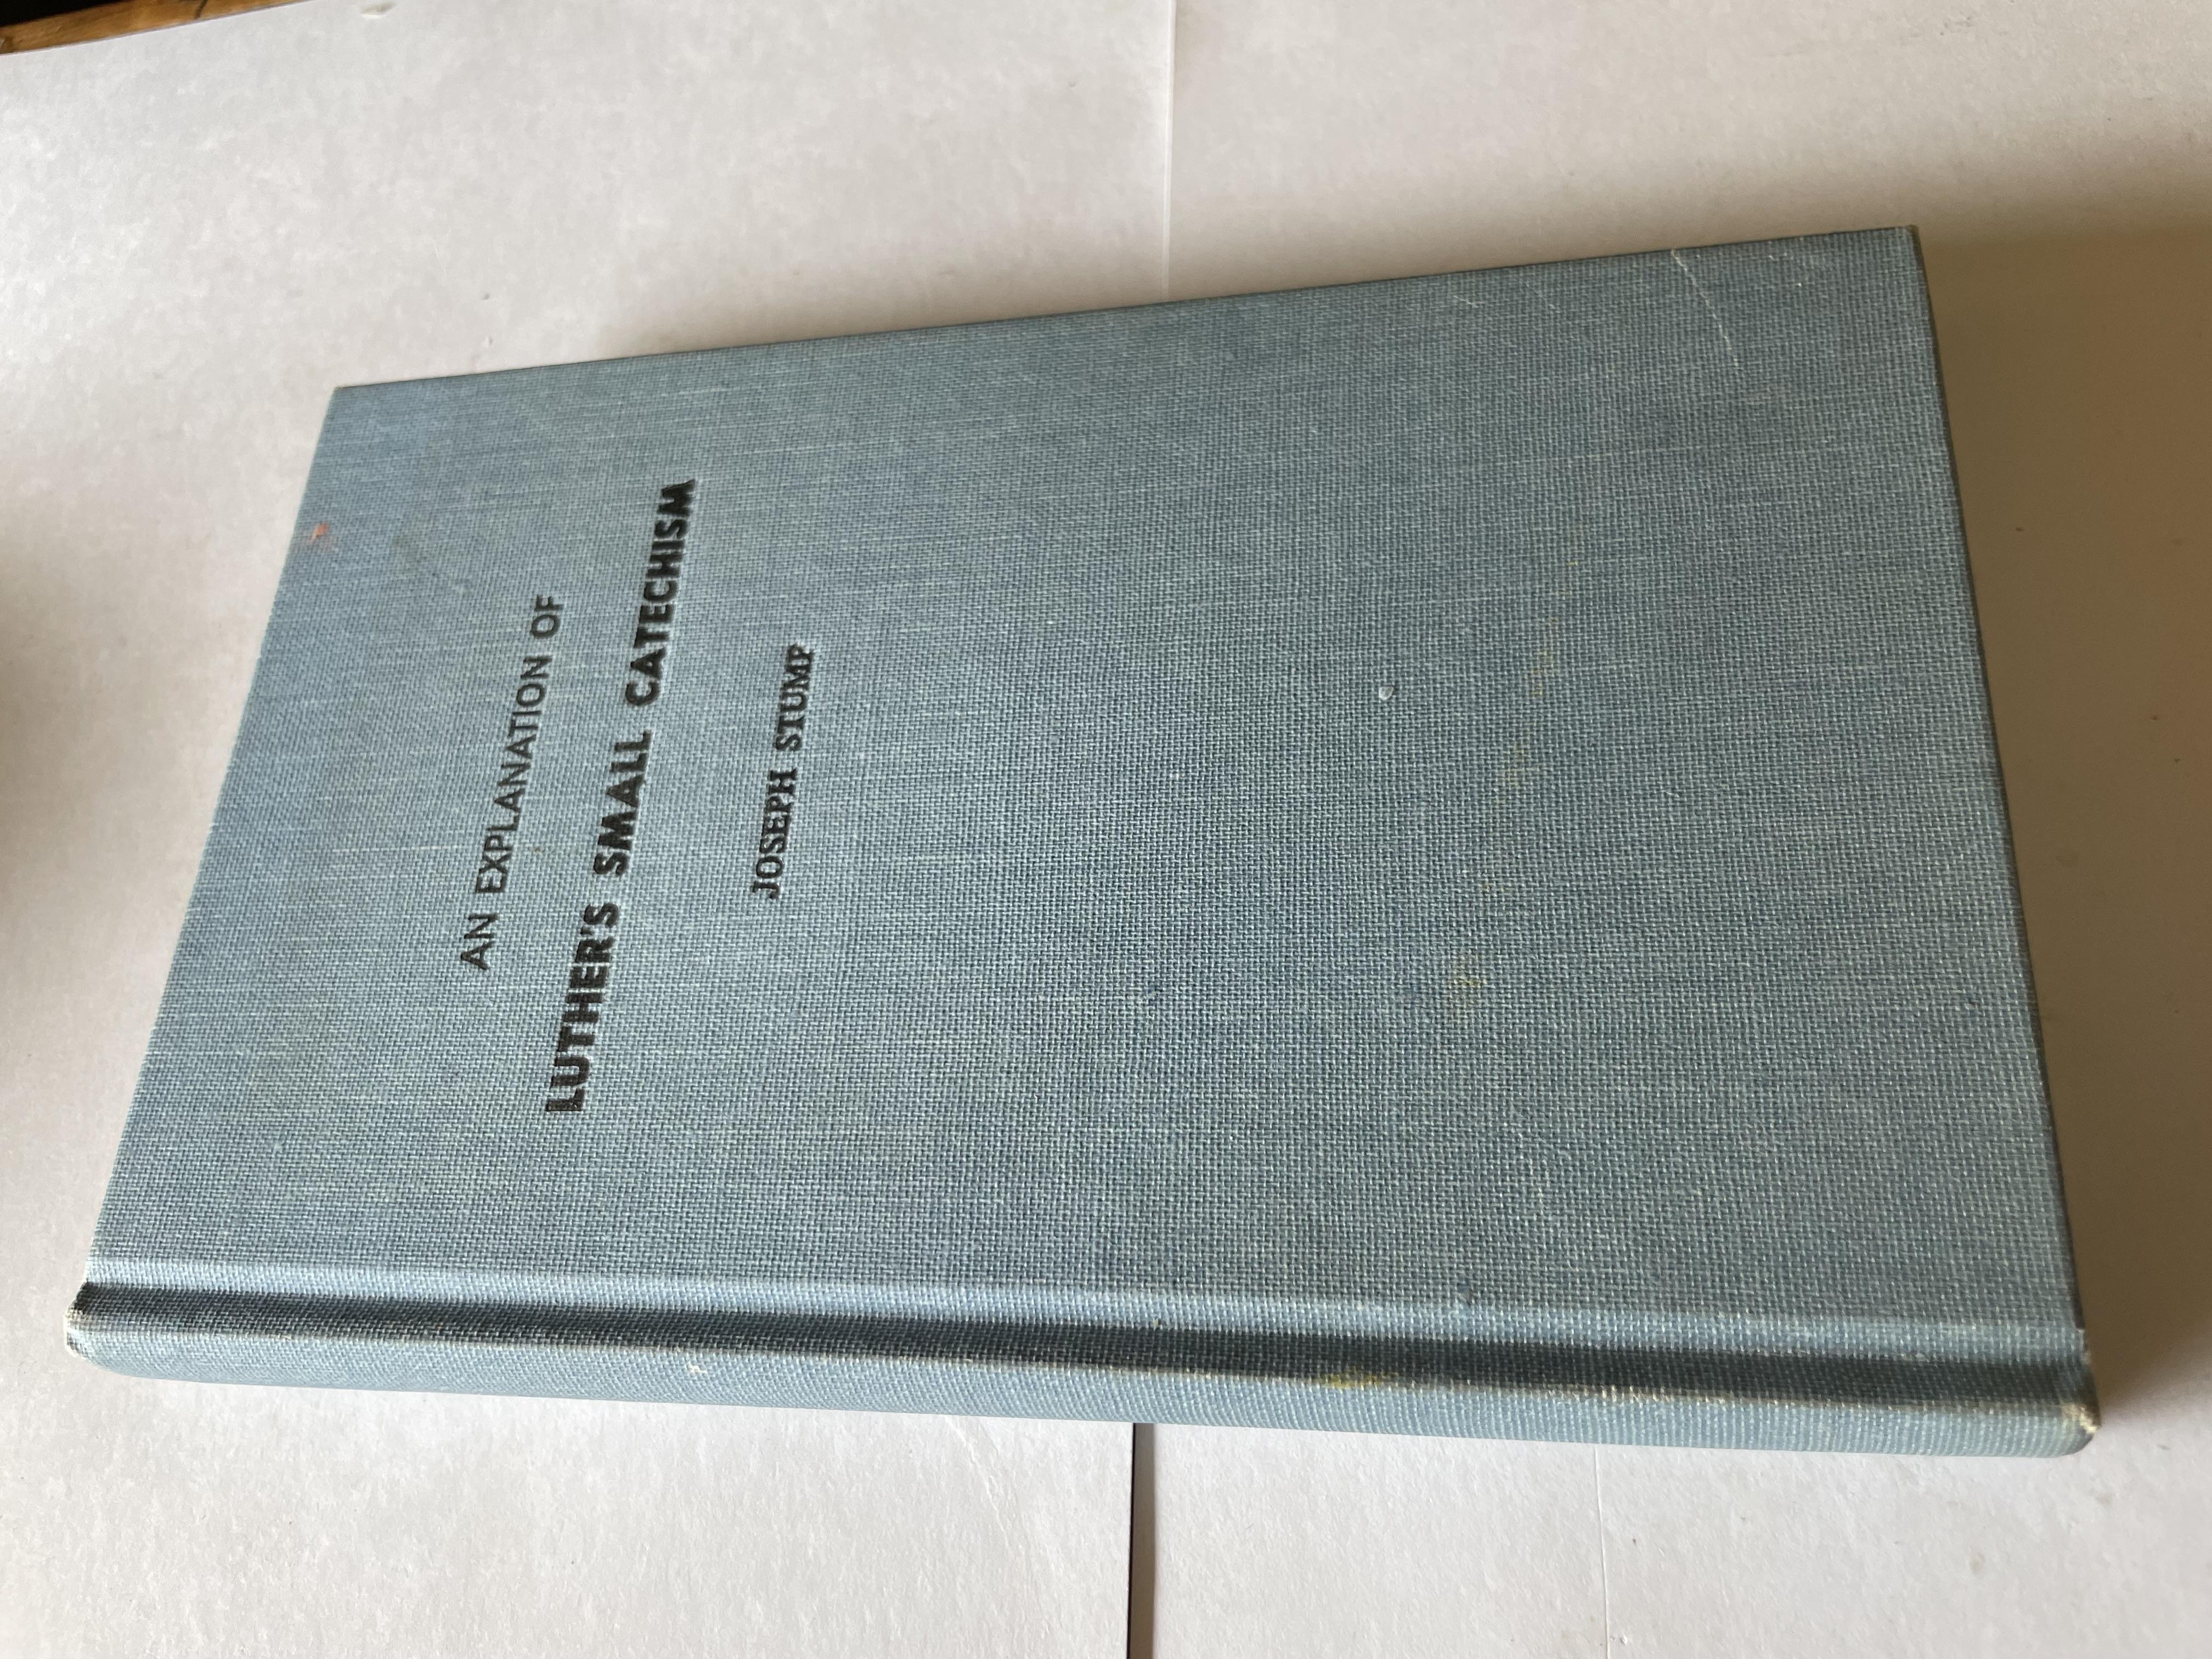 AN EXPLANATION OF
LUTHER'S SMALL CATECHISM
JOSEPH STUMP